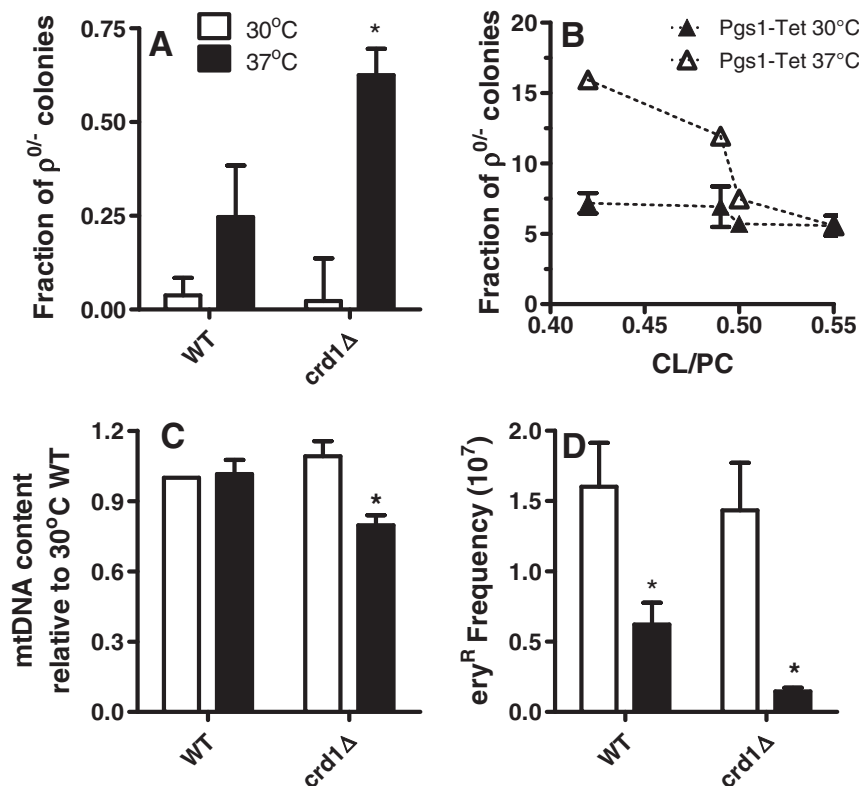 A
30°C
37°C
*
0.75
0.50
0.25
0.00
Fraction of ρ0/- colonies
WT
crd1Δ
B
Pgs1-Tet 30°C
Pgs1-Tet 37°C
20
15
10
5
0
Fraction of ρ0/- colonies
0.40
0.45
0.50
0.55
CL/PC
C
*
1.2
0.9
0.6
0.3
0.0
mtDNA content
relative to 30°C WT
WT
crd1Δ
D
*
*
2.0
1.5
1.0
0.5
0.0
eryR Frequency (10⁷)
WT
crd1Δ